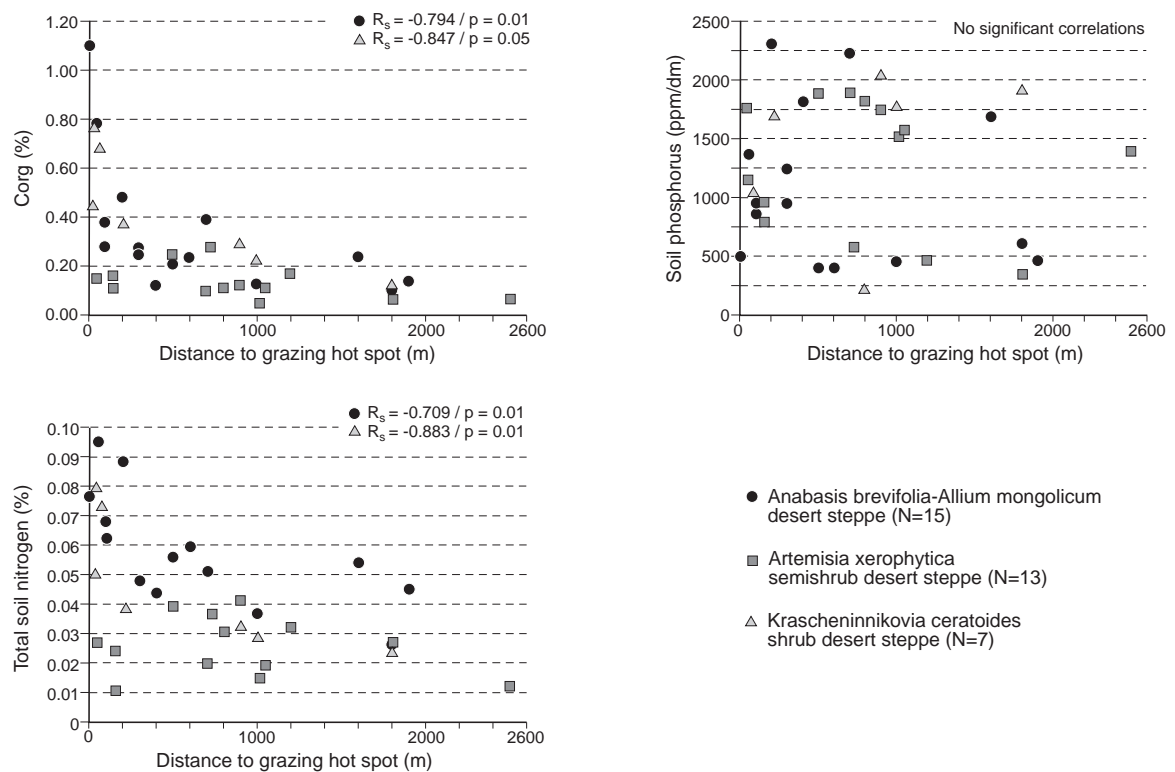 Rs = -0.794 / p = 0.01
Rs = -0.847 / p = 0.05
1.20
1.00
0.80
0.60
0.40
0.20
0.00
Corg (%)
0 1000 2000 2600
Distance to grazing hot spot (m)
No significant correlations
2500
2000
1500
1000
500
0
Soil phosphorus (ppm/dm)
0 1000 2000 2600
Distance to grazing hot spot (m)
Rs = -0.709 / p = 0.01
Rs = -0.883 / p = 0.01
0.10
0.09
0.08
0.07
0.06
0.05
0.04
0.03
0.02
0.01
0
Total soil nitrogen (%)
0 1000 2000 2600
Distance to grazing hot spot (m)
Anabasis brevifolia-Allium mongolicum
desert steppe (N=15)
Artemisia xerophytica
semishrub desert steppe (N=13)
Krascheninnikovia ceratoides
shrub desert steppe (N=7)